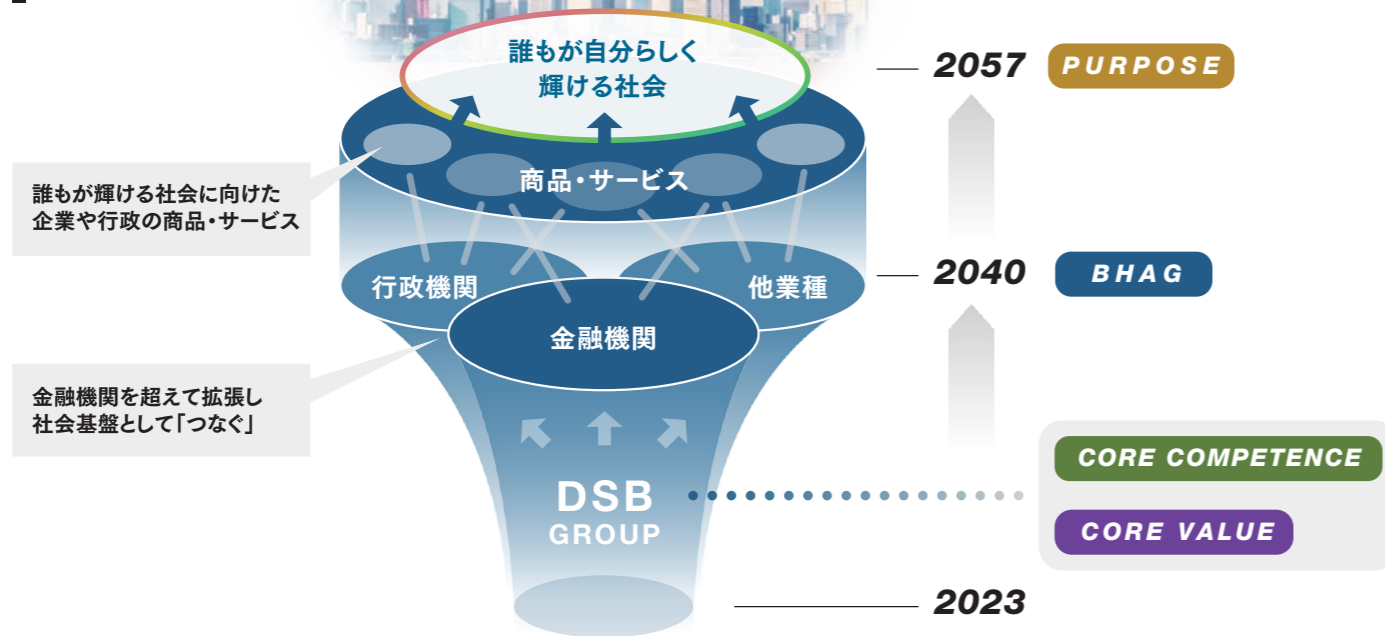 誰もが自分らしく
輝ける社会
2057 PURPOSE
誰もが輝ける社会に向けた
企業や行政の商品・サービス
商品・サービス
行政機関
他業種
2040 BHAG
金融機関
金融機関を超えて拡張し
社会基盤として「つなぐ」
CORE COMPETENCE
DSB
GROUP
CORE VALUE
2023